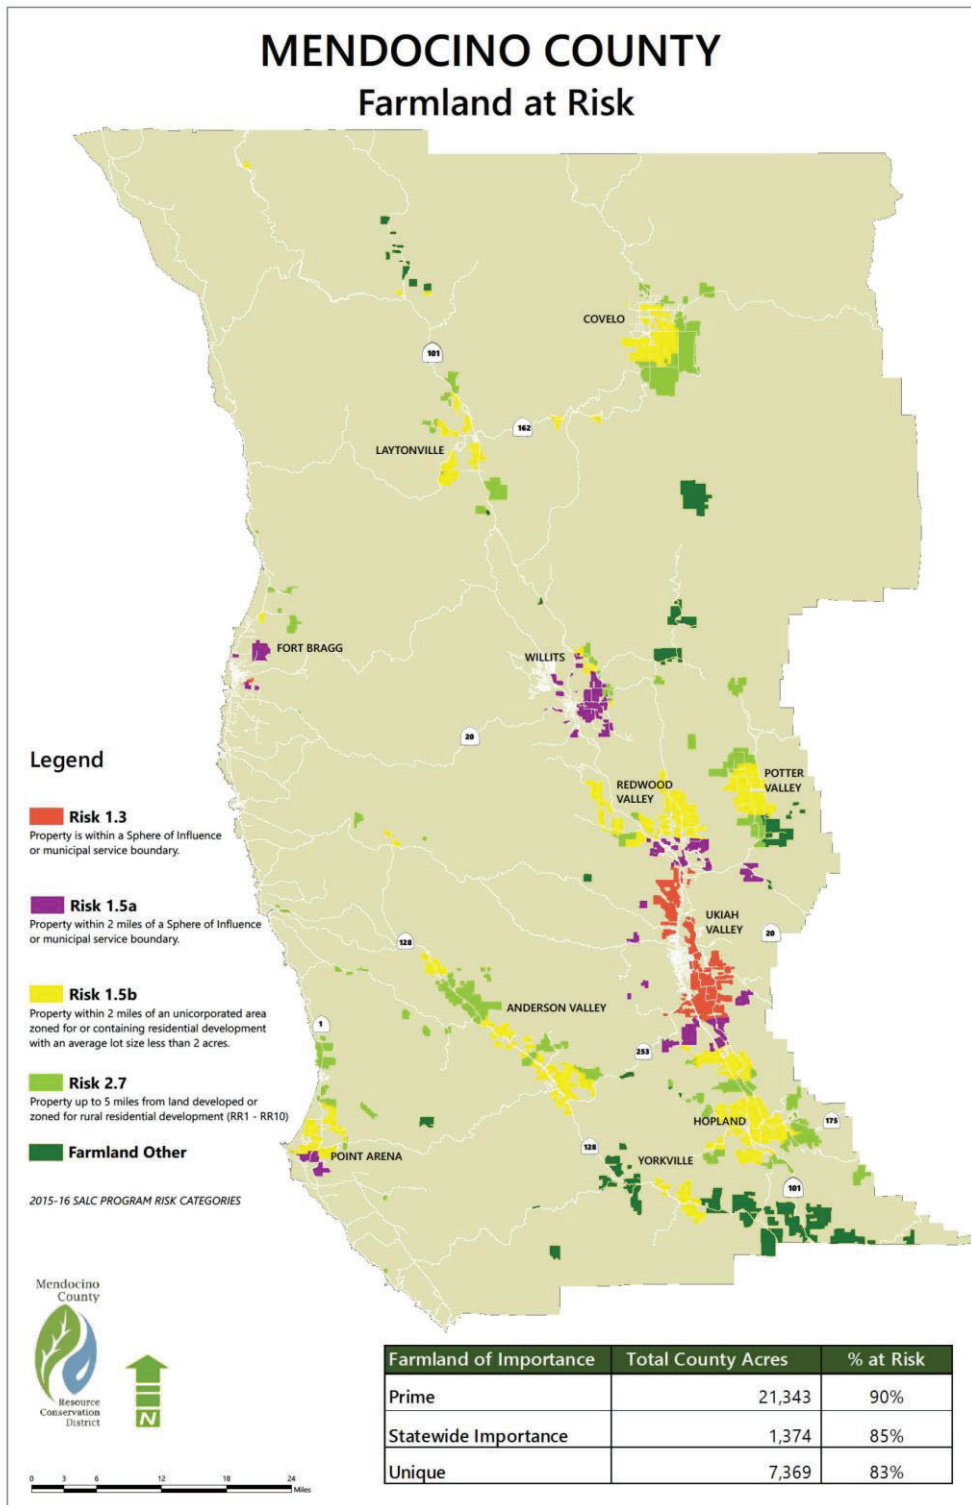 MENDOCINO COUNTY
Farmland at Risk
COVELO
101
162
LAYTONVILLE
FORT BRAGG
WILLITS
20
Legend
REDWOOD
VALLEY
POTTER
VALLEY
Risk 1.3
Property is within a Sphere of Influence
or municipal service boundary.
Risk 1.5a
Property within 2 miles of a Sphere of Influence
or municipal service boundary.
UKIAH
VALLEY
20
128
Risk 1.5b
Property within 2 miles of an unicorporated area
zoned for or containing residential development
with an average lot size less than 2 acres.
ANDERSON VALLEY
1
253
Risk 2.7
Property up to 5 miles from land developed or
zoned for rural residential development (RR1 - RR10)
HOPLAND
175
Farmland Other
POINT ARENA
128
YORKVILLE
101
2015-16 SALC PROGRAM RISK CATEGORIES
Mendocino
County
Resource
Conservation
District
N
0 3 6 12 18 24
Miles
Farmland of Importance Total County Acres % at Risk
Prime 21,343 90%
Statewide Importance 1,374 85%
Unique 7,369 83%